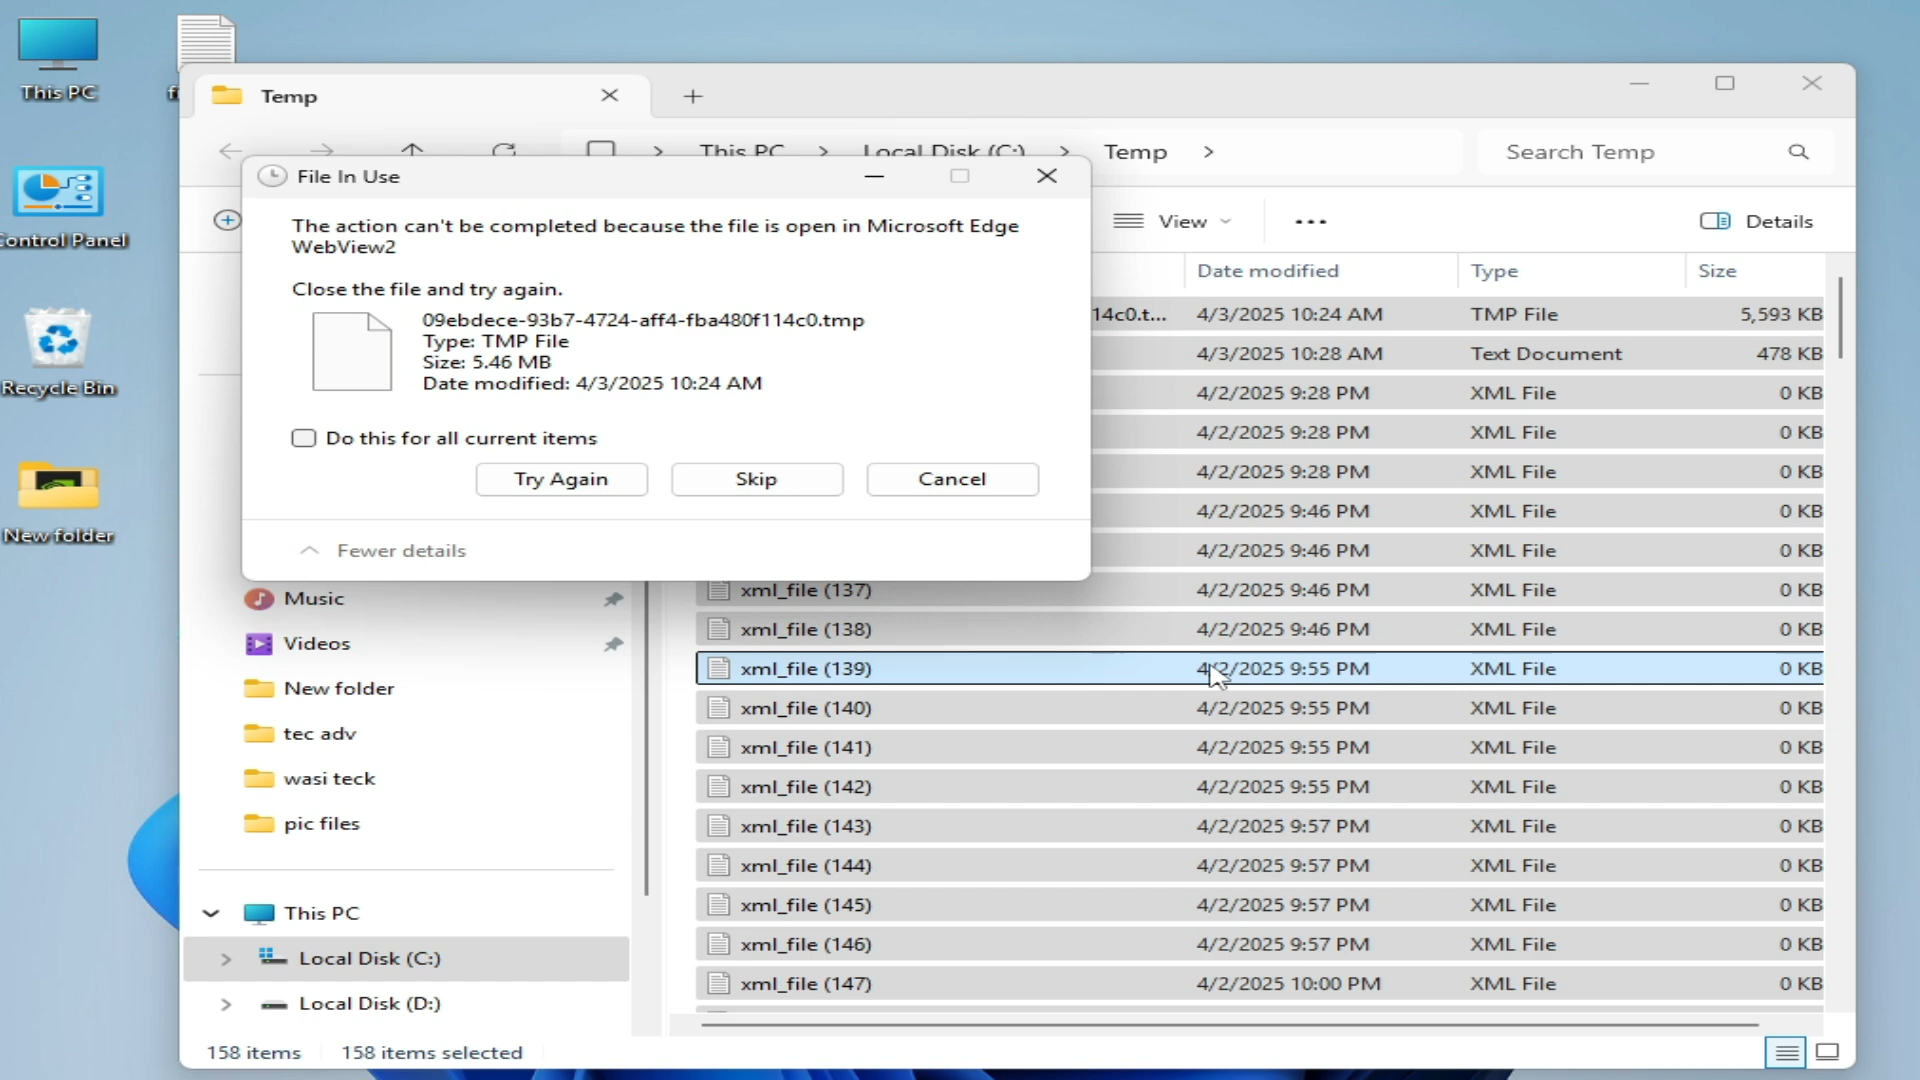 This PC
Control Panel
Recycle Bin
New folder
Temp
This PC
Local Disk (C:)
Temp
Search Temp
File In Use
The action can't be completed because the file is open in Microsoft Edge
WebView2
Close the file and try again.
09ebdece-93b7-4724-aff4-fba480f114c0.tmp
Type: TMP File
Size: 5.46 MB
Date modified: 4/3/2025 10:24 AM
Do this for all current items
Try Again
Skip
Cancel
Fewer details
View
Details
Date modified
Type
Size
14c0.t... 4/3/2025 10:24 AM TMP File 5,593 KB
4/3/2025 10:28 AM Text Document 478 KB
4/2/2025 9:28 PM XML File 0 KB
4/2/2025 9:28 PM XML File 0 KB
4/2/2025 9:28 PM XML File 0 KB
4/2/2025 9:46 PM XML File 0 KB
4/2/2025 9:46 PM XML File 0 KB
xml_file (137) 4/2/2025 9:46 PM XML File 0 KB
xml_file (138) 4/2/2025 9:46 PM XML File 0 KB
xml_file (139) 4/2/2025 9:55 PM XML File 0 KB
xml_file (140) 4/2/2025 9:55 PM XML File 0 KB
xml_file (141) 4/2/2025 9:55 PM XML File 0 KB
xml_file (142) 4/2/2025 9:55 PM XML File 0 KB
xml_file (143) 4/2/2025 9:57 PM XML File 0 KB
xml_file (144) 4/2/2025 9:57 PM XML File 0 KB
xml_file (145) 4/2/2025 9:57 PM XML File 0 KB
xml_file (146) 4/2/2025 9:57 PM XML File 0 KB
xml_file (147) 4/2/2025 10:00 PM XML File 0 KB
Music
Videos
New folder
tec adv
wasi teck
pic files
This PC
Local Disk (C:)
Local Disk (D:)
158 items
158 items selected